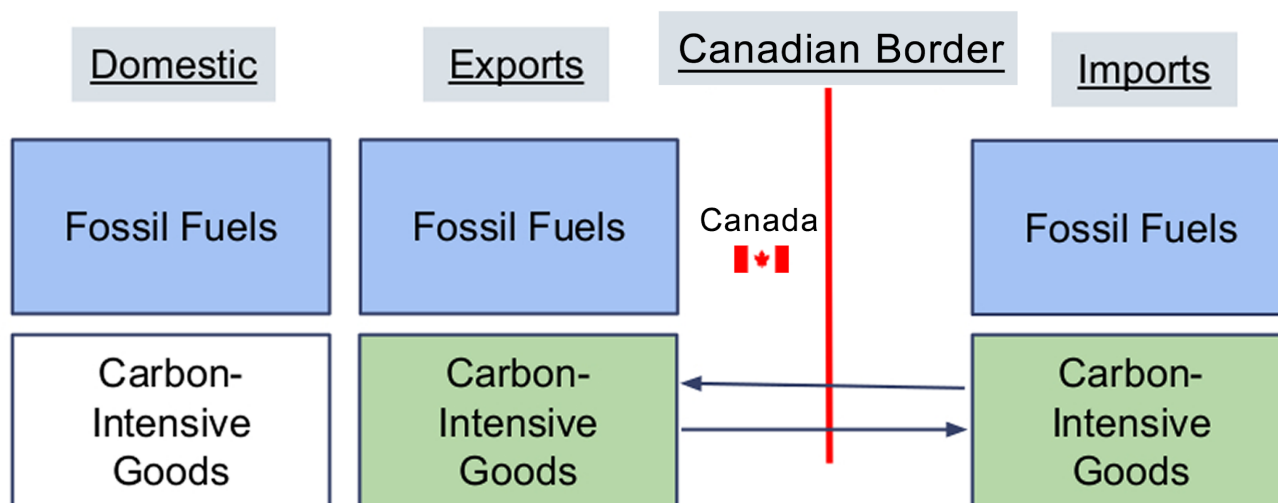 Domestic
Exports
Canadian Border
Imports
Fossil Fuels
Fossil Fuels
Canada
Fossil Fuels
Carbon-
Intensive
Goods
Carbon-
Intensive
Goods
Carbon-
Intensive
Goods